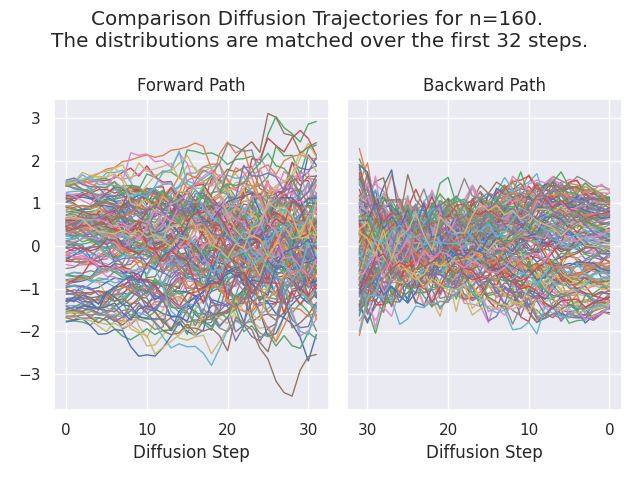 Comparison Diffusion Trajectories for n=160.
The distributions are matched over the first 32 steps.
Forward Path
Backward Path
3
2
1
0
−1
−2
−3
0 10 20 30
30 20 10 0
Diffusion Step
Diffusion Step